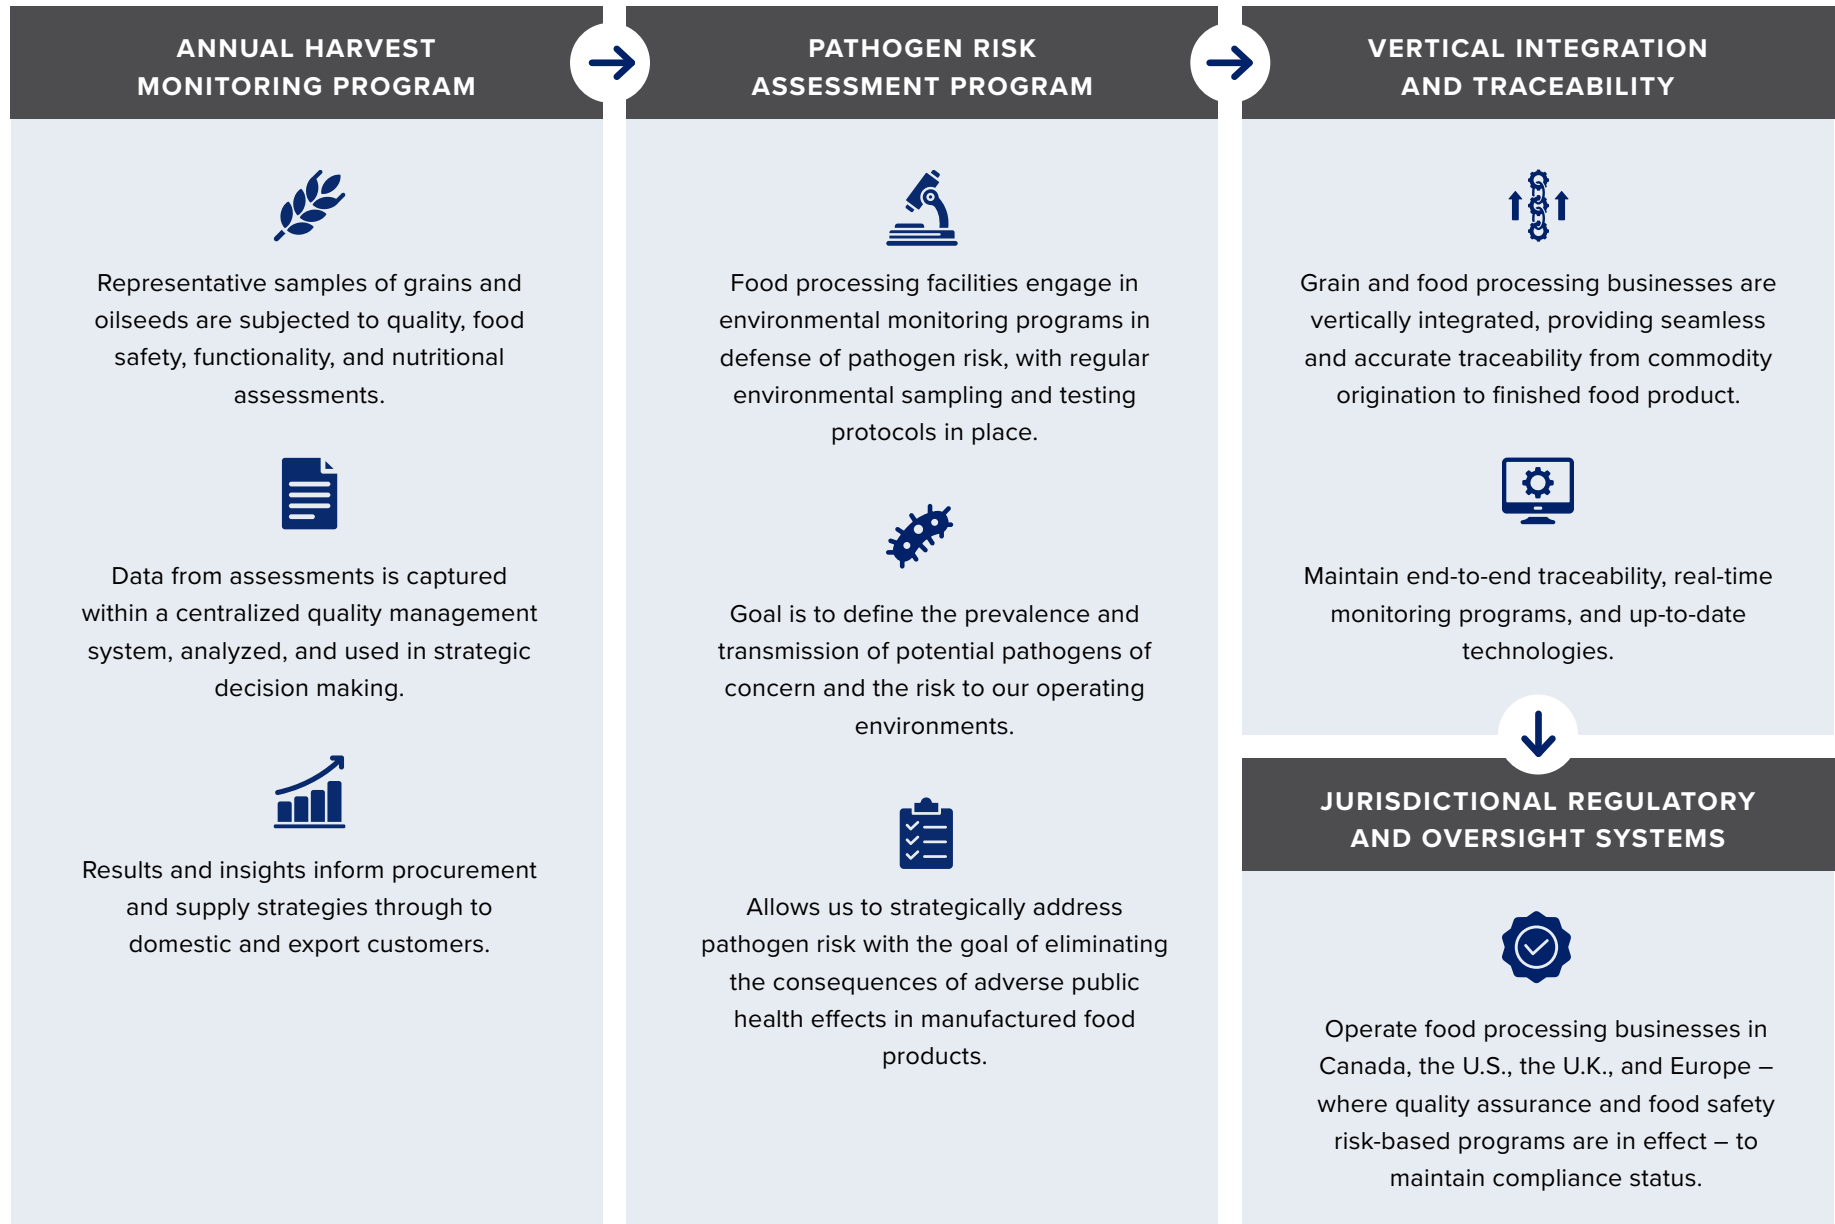 ANNUAL HARVEST
MONITORING PROGRAM
Representative samples of grains and
oilseeds are subjected to quality, food
safety, functionality, and nutritional
assessments.
Data from assessments is captured
within a centralized quality management
system, analyzed, and used in strategic
decision making.
Results and insights inform procurement
and supply strategies through to
domestic and export customers.
PATHOGEN RISK
ASSESSMENT PROGRAM
Food processing facilities engage in
environmental monitoring programs in
defense of pathogen risk, with regular
environmental sampling and testing
protocols in place.
Goal is to define the prevalence and
transmission of potential pathogens of
concern and the risk to our operating
environments.
Allows us to strategically address
pathogen risk with the goal of eliminating
the consequences of adverse public
health effects in manufactured food
products.
VERTICAL INTEGRATION
AND TRACEABILITY
Grain and food processing businesses are
vertically integrated, providing seamless
and accurate traceability from commodity
origination to finished food product.
Maintain end-to-end traceability, real-time
monitoring programs, and up-to-date
technologies.
JURISDICTIONAL REGULATORY
AND OVERSIGHT SYSTEMS
Operate food processing businesses in
Canada, the U.S., the U.K., and Europe –
where quality assurance and food safety
risk-based programs are in effect – to
maintain compliance status.